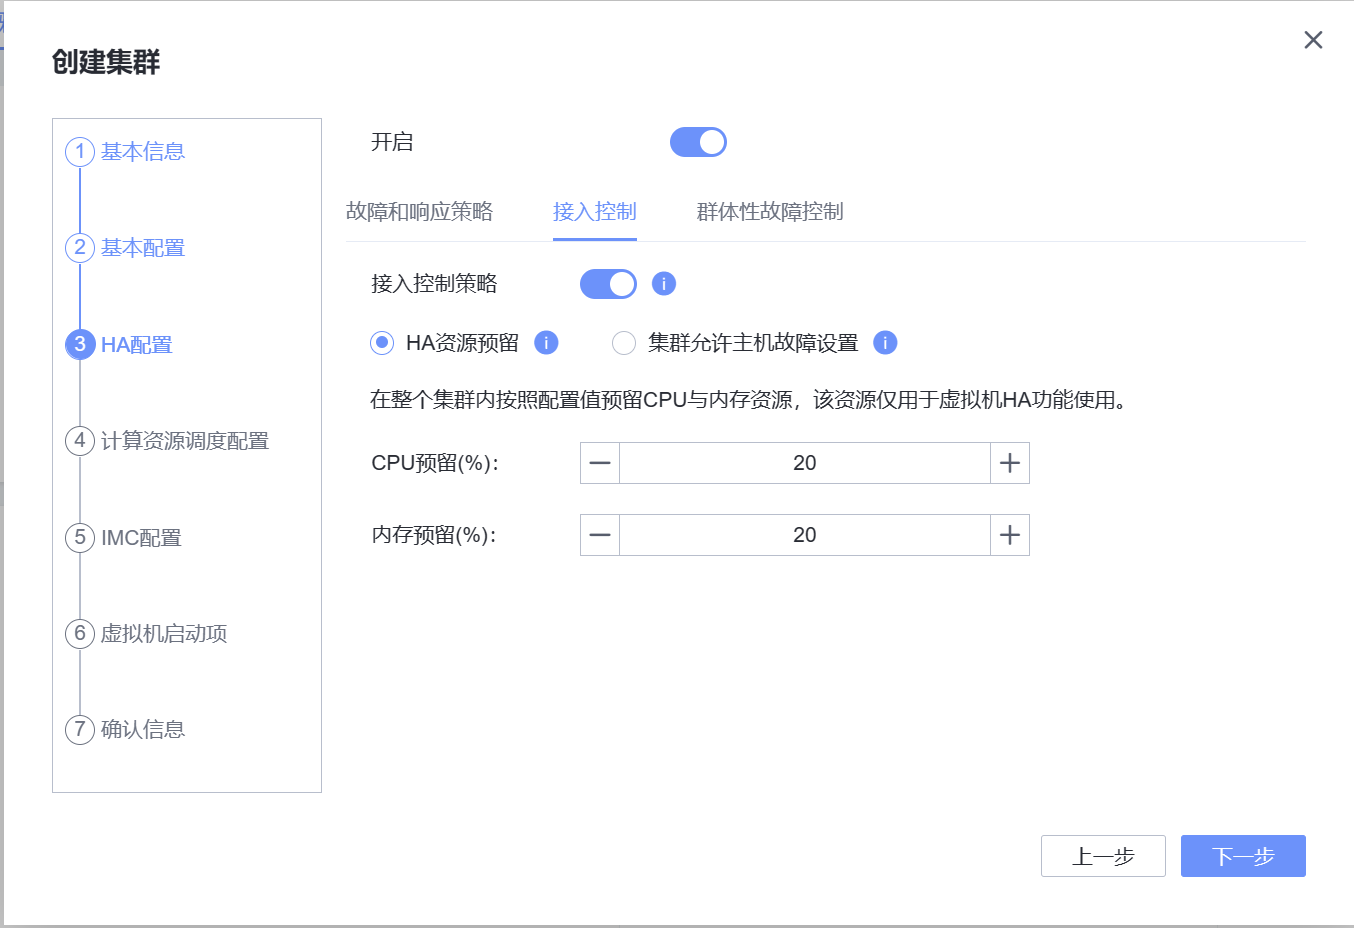 创建集群
1 基本信息
2 基本配置
3 HA配置
4 计算资源调度配置
5 IMC配置
6 虚拟机启动项
7 确认信息
开启
故障和响应策略 接入控制 群体性故障控制
接入控制策略 i
HA资源预留 i 集群允许主机故障设置 i
在整个集群内按照配置值预留CPU与内存资源，该资源仅用于虚拟机HA功能使用。
CPU预留(%)： — 20 +
内存预留(%)： — 20 +
上一步 下一步